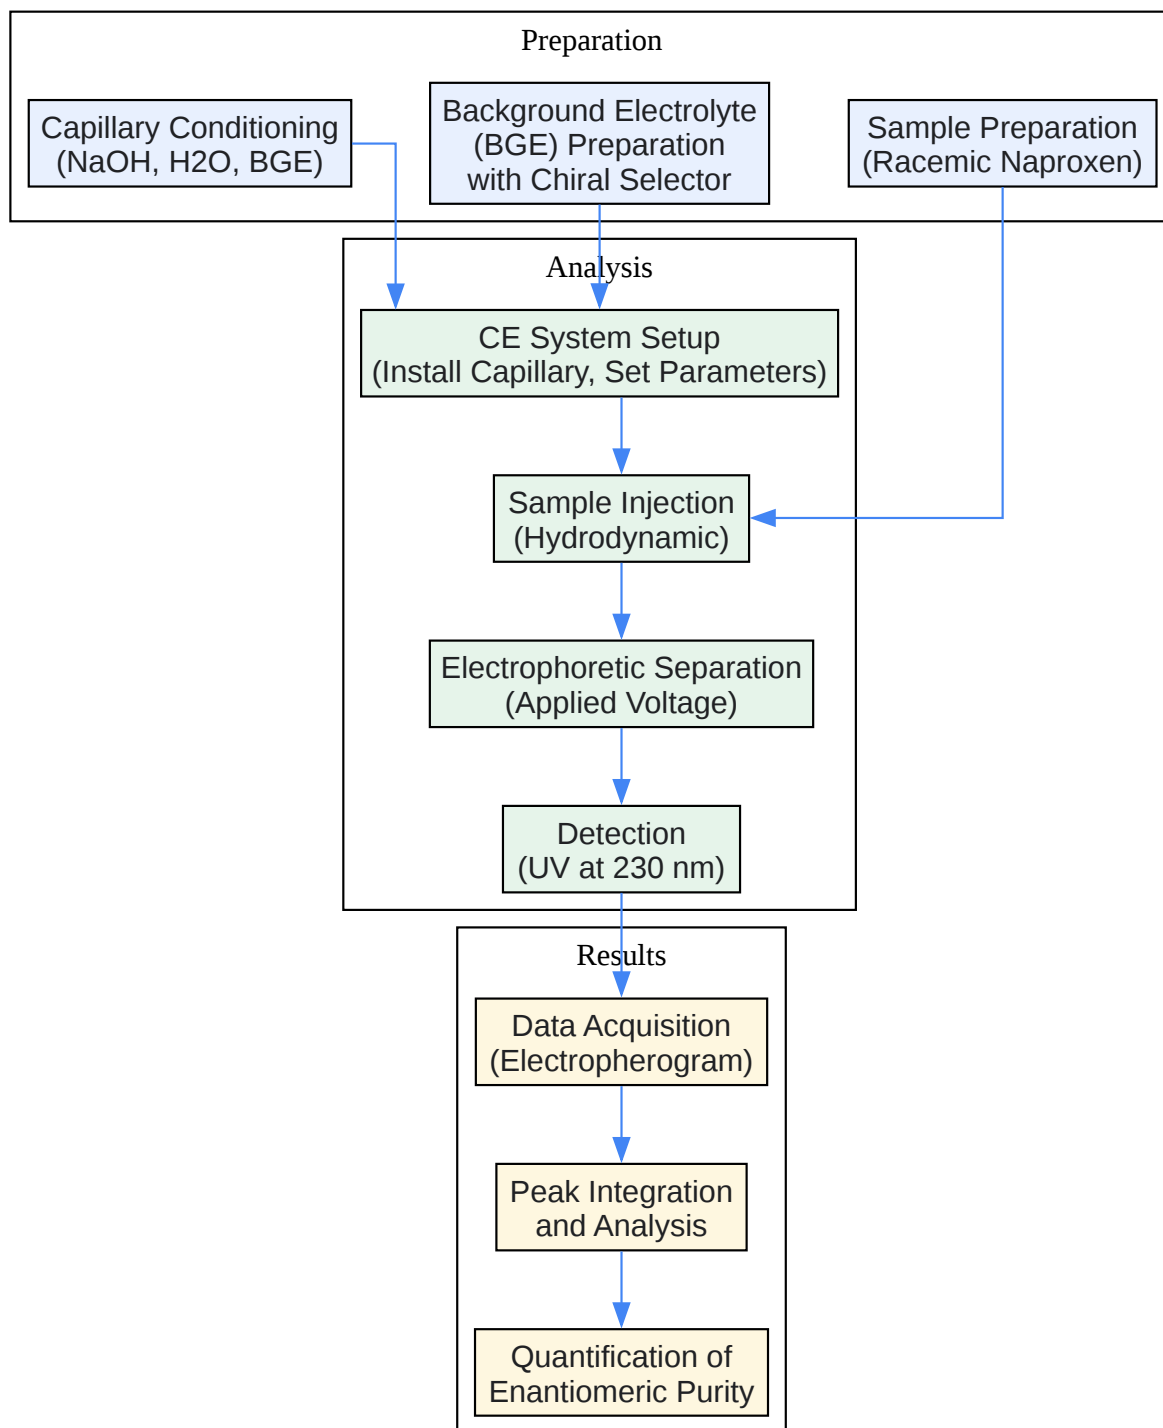 Preparation
Capillary Conditioning
(NaOH, H2O, BGE)
Background Electrolyte
(BGE) Preparation
with Chiral Selector
Sample Preparation
(Racemic Naproxen)
Analysis
CE System Setup
(Install Capillary, Set Parameters)
Sample Injection
(Hydrodynamic)
Electrophoretic Separation
(Applied Voltage)
Detection
(UV at 230 nm)
Results
Data Acquisition
(Electropherogram)
Peak Integration
and Analysis
Quantification of
Enantiomeric Purity